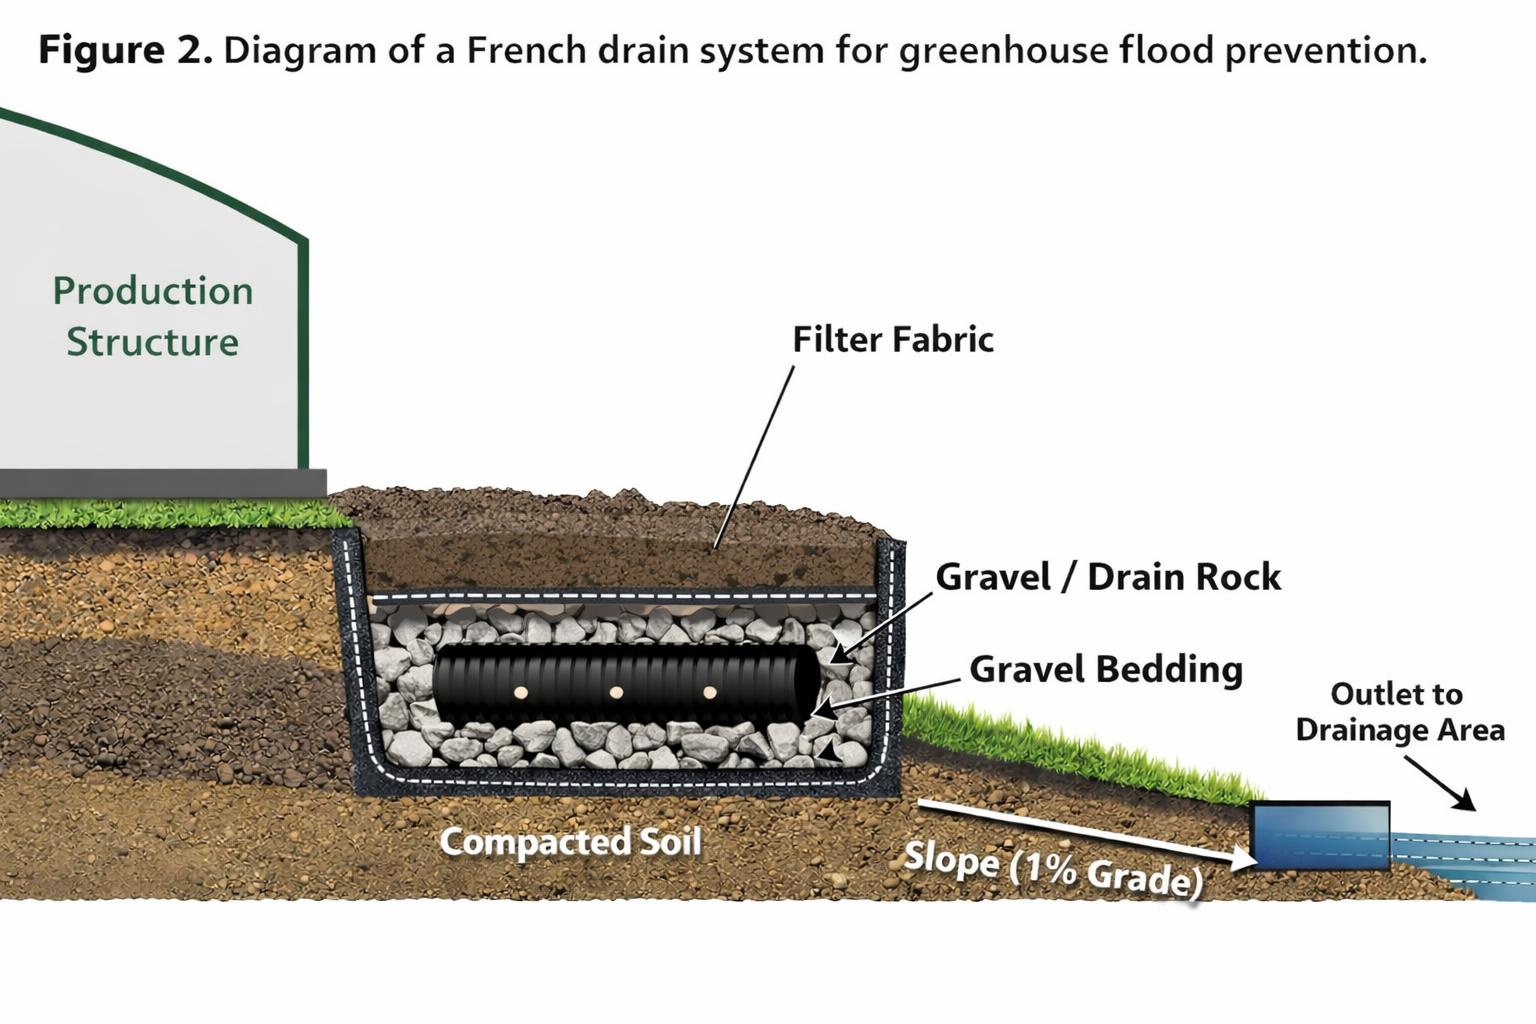 Figure 2. Diagram of a French drain system for greenhouse flood prevention.
Production
Structure
Filter Fabric
Gravel / Drain Rock
Gravel Bedding
Outlet to
Drainage Area
Compacted Soil
Slope (1% Grade)